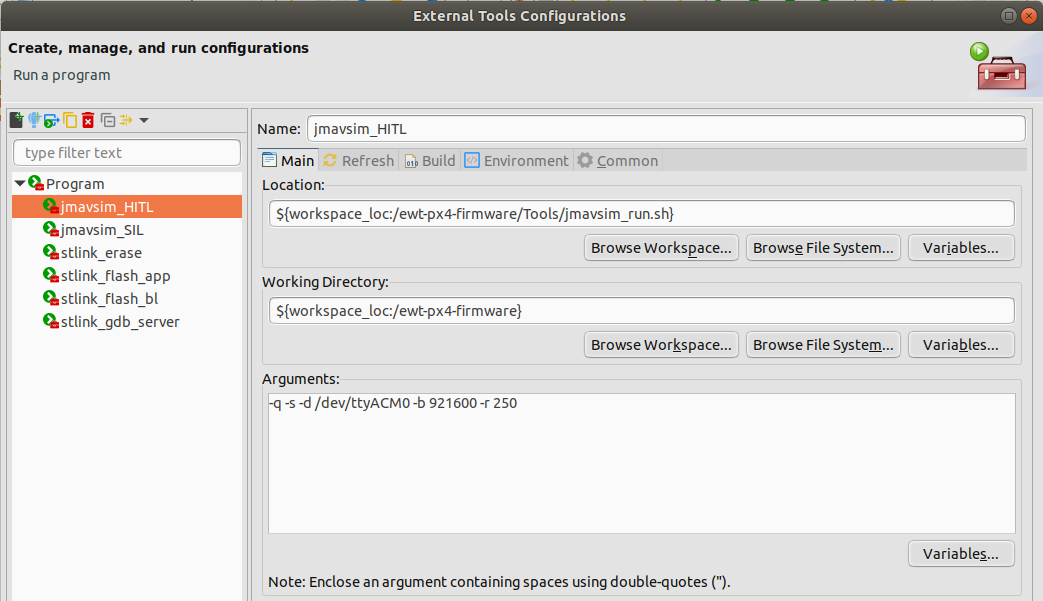 External Tools Configurations
Create, manage, and run configurations
Run a program
type filter text
Program
jmavsim_HITL
jmavsim_SIL
stlink_erase
stlink_flash_app
stlink_flash_bl
stlink_gdb_server
Name: jmavsim_HITL
Main Refresh Build Environment Common
Location:
${workspace_loc:/ewt-px4-firmware/Tools/jmavsim_run.sh}
Browse Workspace... Browse File System... Variables...
Working Directory:
${workspace_loc:/ewt-px4-firmware}
Browse Workspace... Browse File System... Variables...
Arguments:
-q -s -d /dev/ttyACM0 -b 921600 -r 250
Variables...
Note: Enclose an argument containing spaces using double-quotes (").